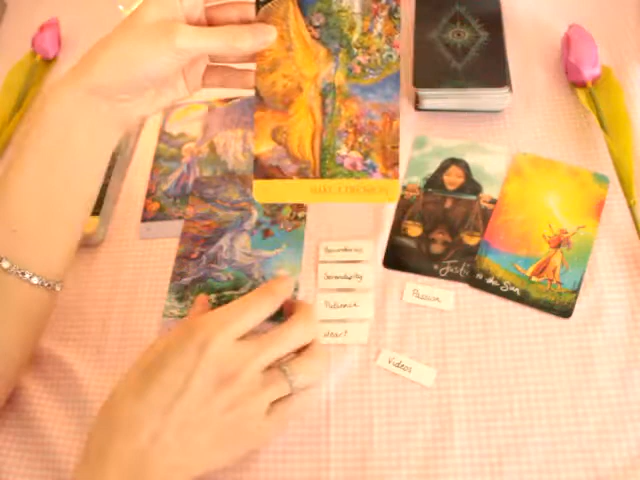 MAKE A DECISION
Boundaries
Serendipity
Patience
Heart
Justice
the Sun
Passion
Videos